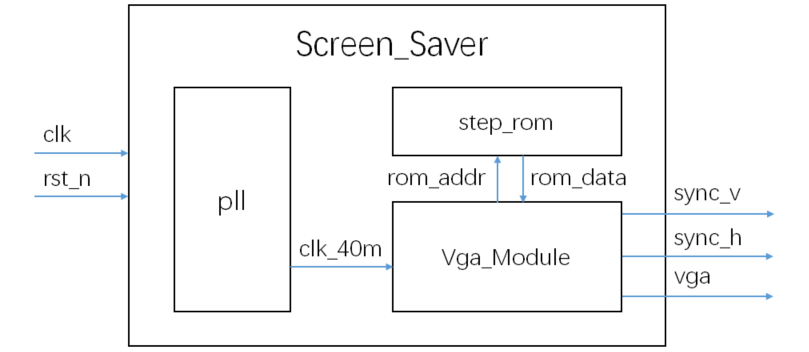 Screen_Saver
clk
rst_n
pll
step_rom
rom_addr
rom_data
clk_40m
Vga_Module
sync_v
sync_h
vga